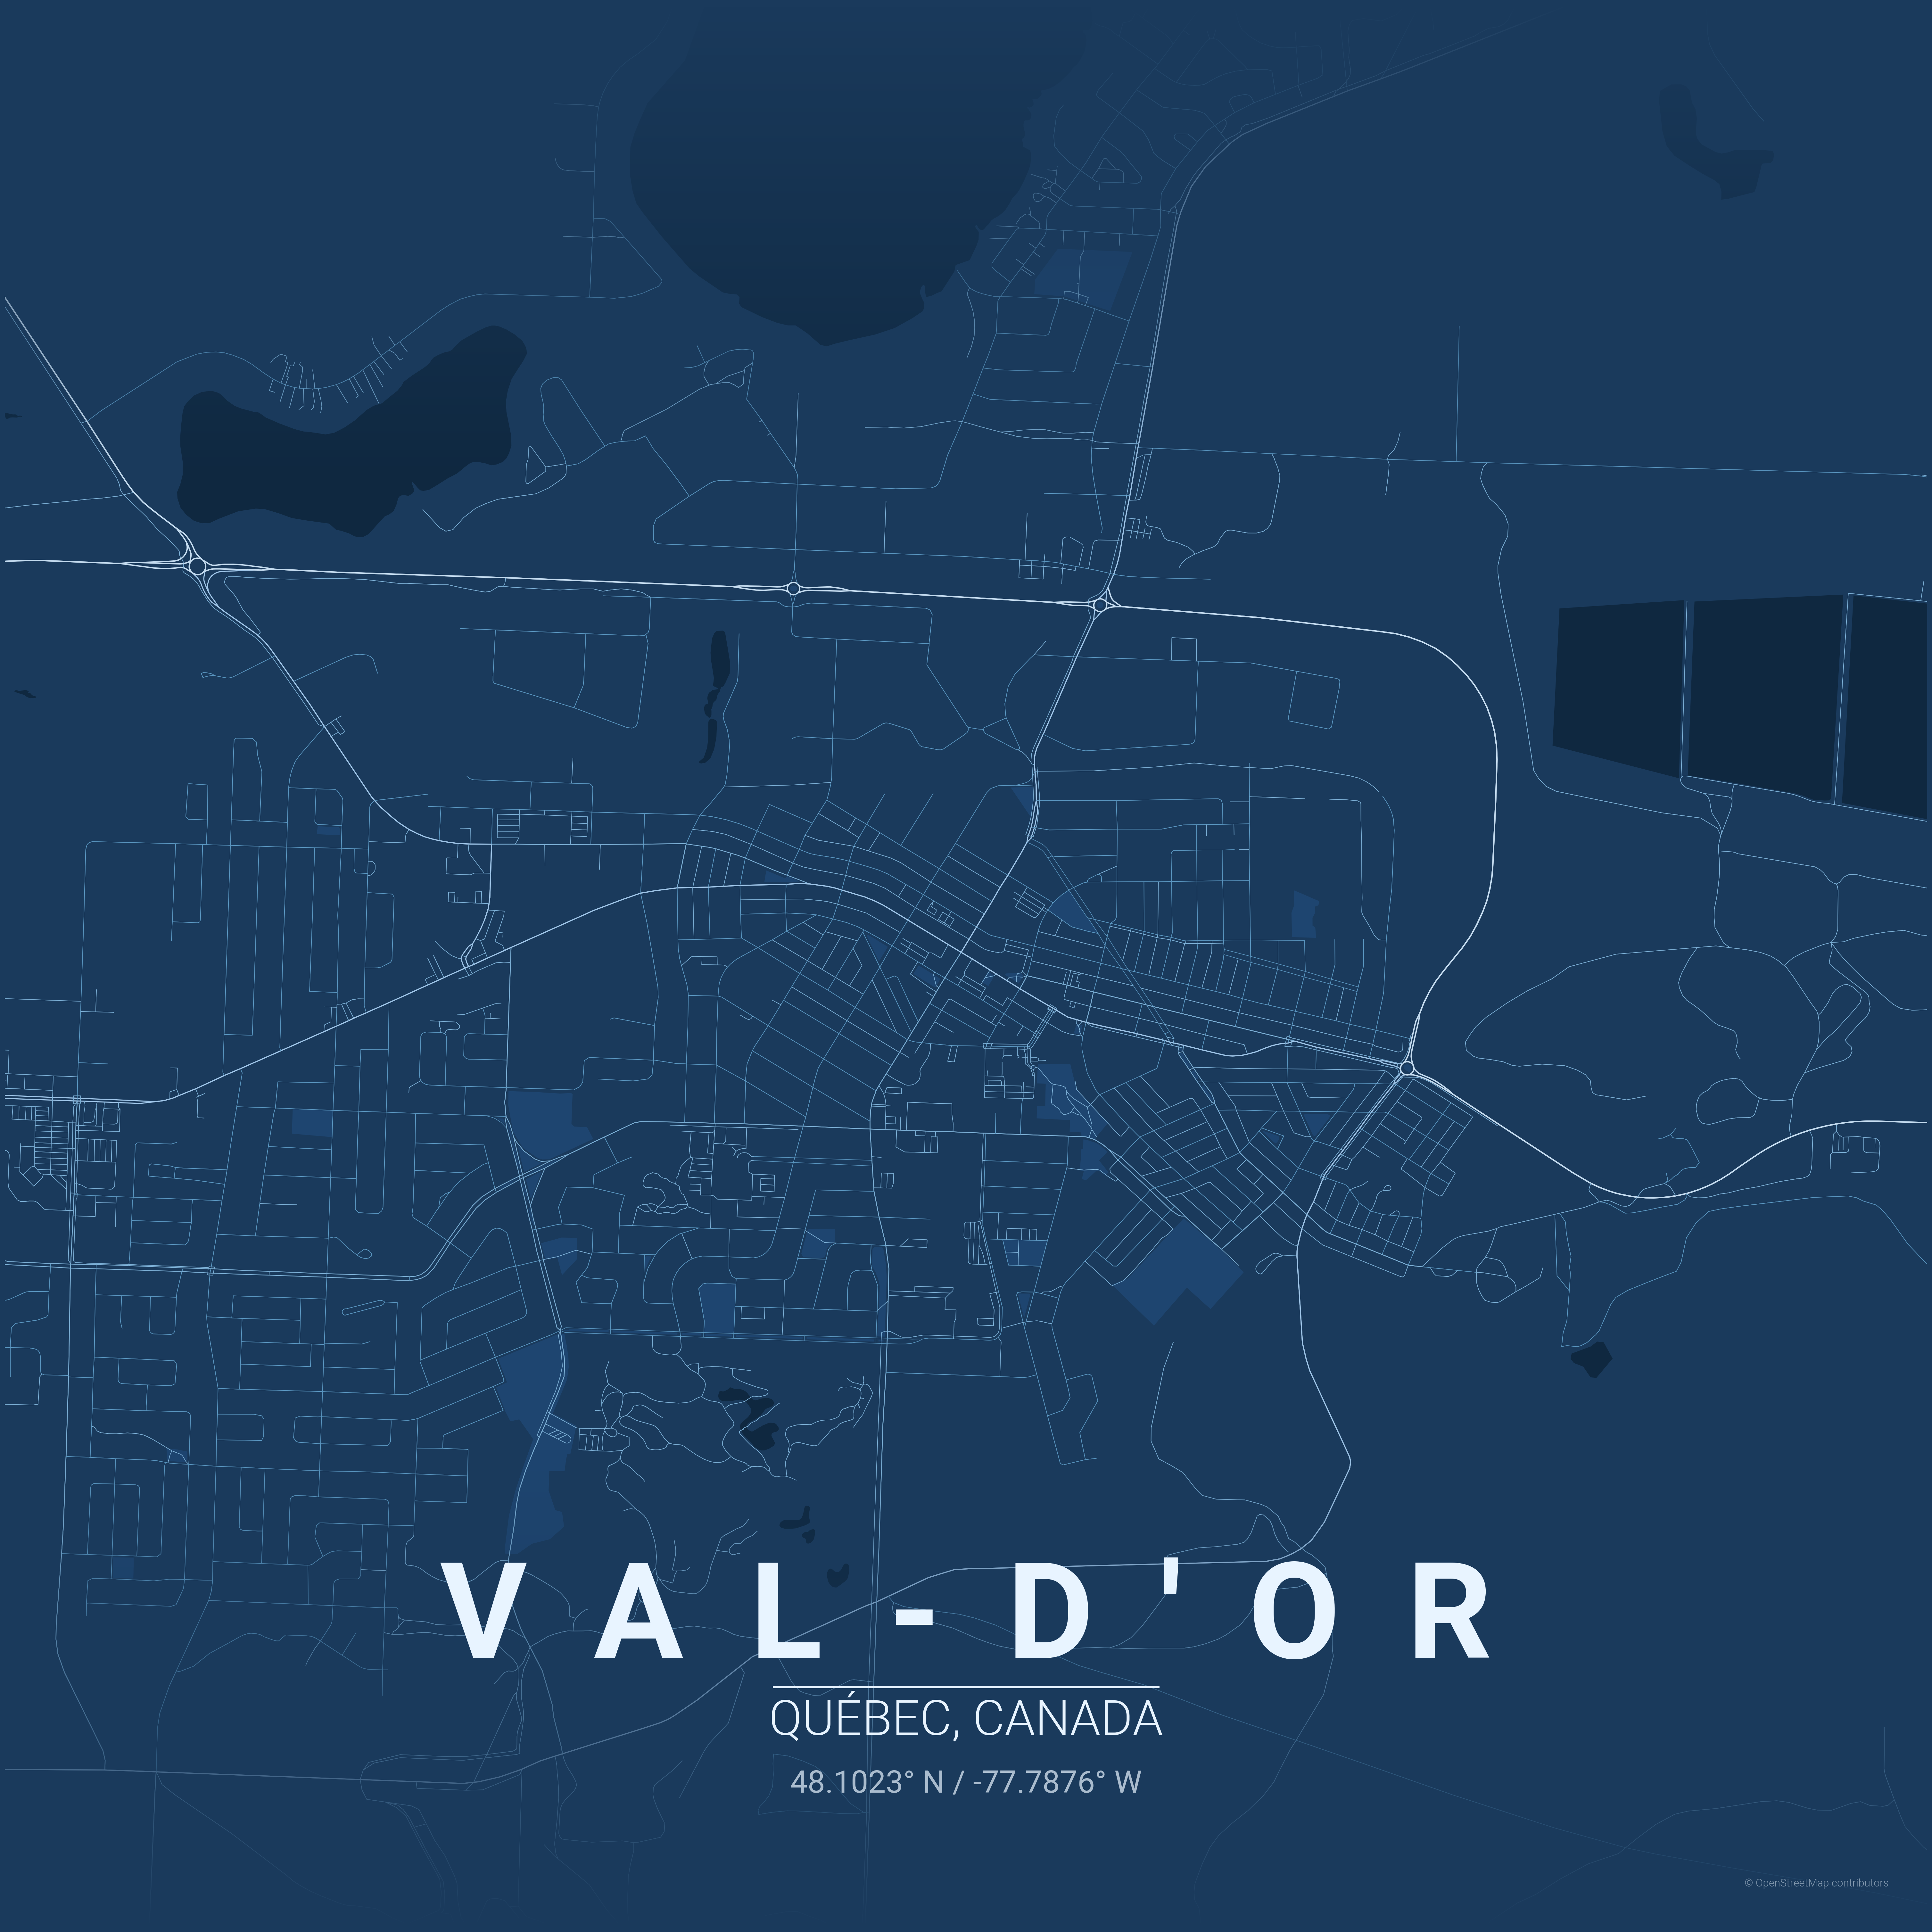 VAL-D'OR
QUÉBEC, CANADA
48.1023° N / -77.7876° W
© OpenStreetMap contributors